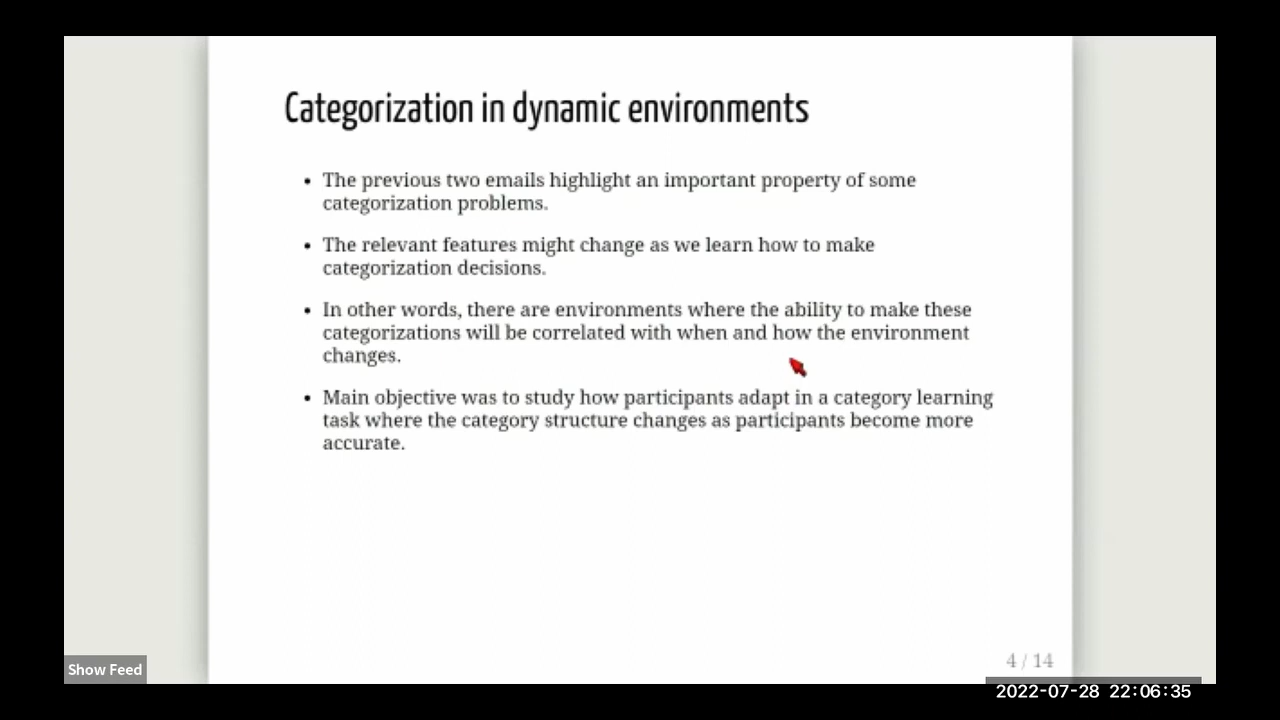 Categorization in dynamic environments
• The previous two emails highlight an important property of some
categorization problems.
• The relevant features might change as we learn how to make
categorization decisions.
• In other words, there are environments where the ability to make these
categorizations will be correlated with when and how the environment
changes.
• Main objective was to study how participants adapt in a category learning
task where the category structure changes as participants become more
accurate.
4 / 14
Show Feed
2022-07-28 22:06:35